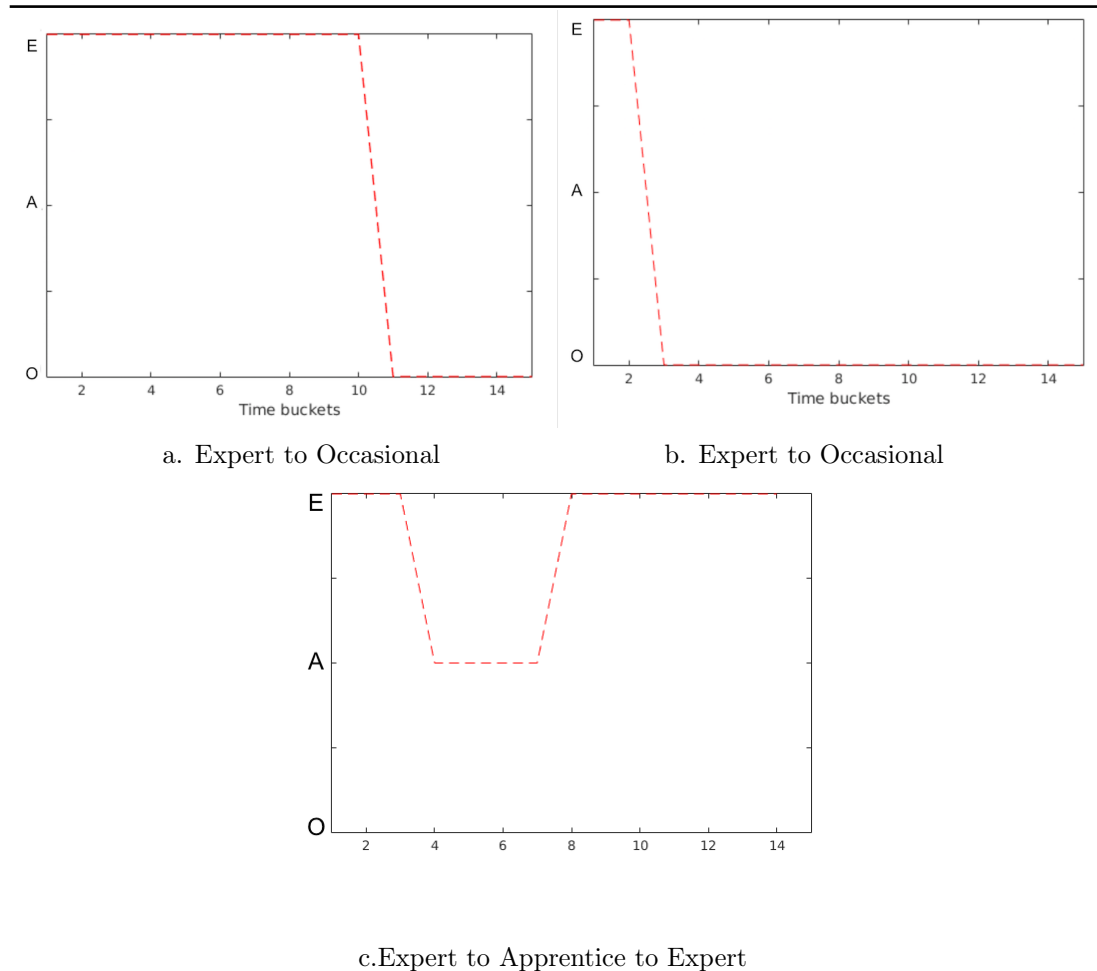 E
A
O
2 4 6 8 10 12 14
Time buckets
a. Expert to Occasional
E
A
O
2 4 6 8 10 12 14
Time buckets
b. Expert to Occasional
E
A
O
2 4 6 8 10 12 14
c.Expert to Apprentice to Expert